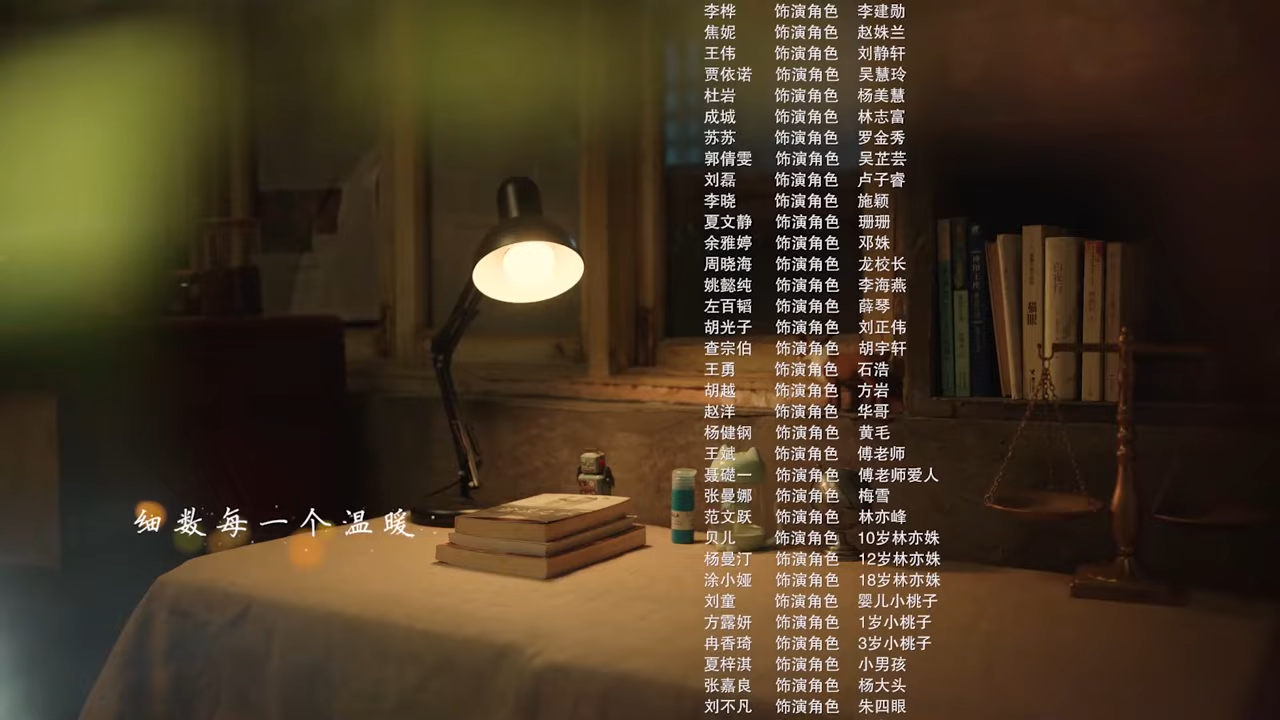 李桦 饰演角色 李建勋
焦妮 饰演角色 赵姝兰
王伟 饰演角色 刘静轩
贾依诺 饰演角色 吴慧玲
杜岩 饰演角色 杨美慧
成城 饰演角色 林志富
苏苏 饰演角色 罗金秀
郭倩雯 饰演角色 吴芷芸
刘磊 饰演角色 卢子睿
李晓 饰演角色 施颖
夏文静 饰演角色 珊珊
余雅婷 饰演角色 邓姝
周晓海 饰演角色 龙校长
姚懿纯 饰演角色 李海燕
左百韬 饰演角色 薛琴
胡光子 饰演角色 刘正伟
查宗伯 饰演角色 胡宇轩
王勇 饰演角色 石浩
胡越 饰演角色 方岩
赵洋 饰演角色 华哥
杨健钢 饰演角色 黄毛
王斌 饰演角色 傅老师
聂礎一 饰演角色 傅老师爱人
张曼娜 饰演角色 梅雪
范文跃 饰演角色 林亦峰
贝儿 饰演角色 10岁林亦姝
杨曼汀 饰演角色 12岁林亦姝
涂小娅 饰演角色 18岁林亦姝
刘童 饰演角色 婴儿小桃子
方露妍 饰演角色 1岁小桃子
冉香琦 饰演角色 3岁小桃子
夏梓淇 饰演角色 小男孩
张嘉良 饰演角色 杨大头
刘不凡 饰演角色 朱四眼
细数每一个温暖
白夜行
猫眼